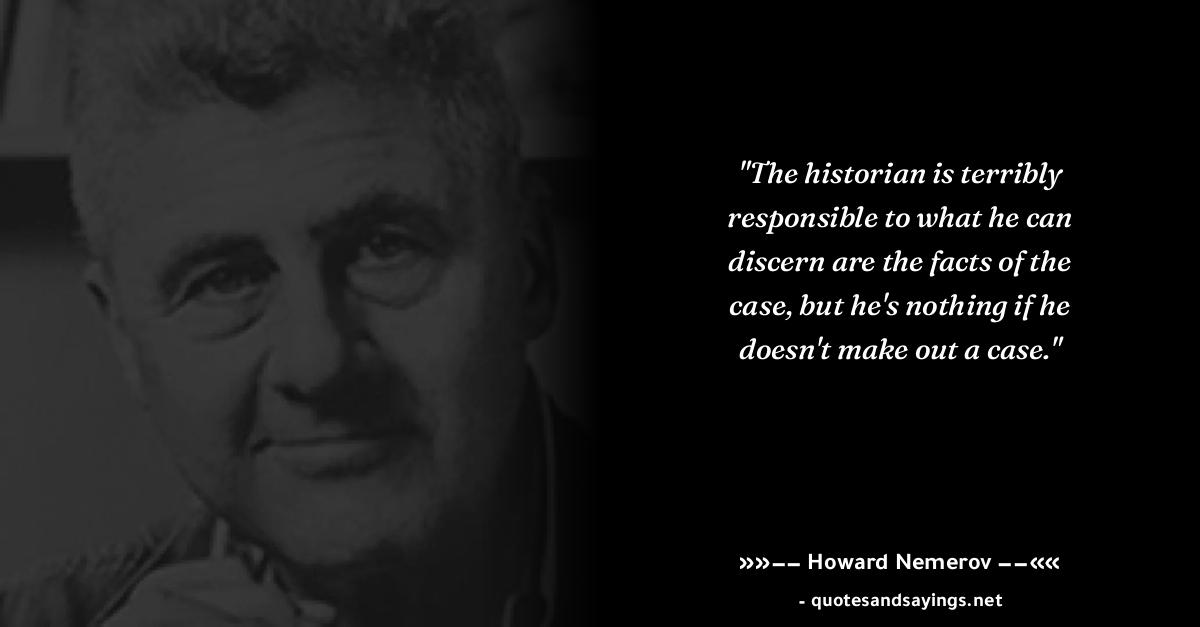 "The historian is terribly
responsible to what he can
discern are the facts of the
case, but he's nothing if he
doesn't make out a case."
»»–– Howard Nemerov ––««
- quotesandsayings.net